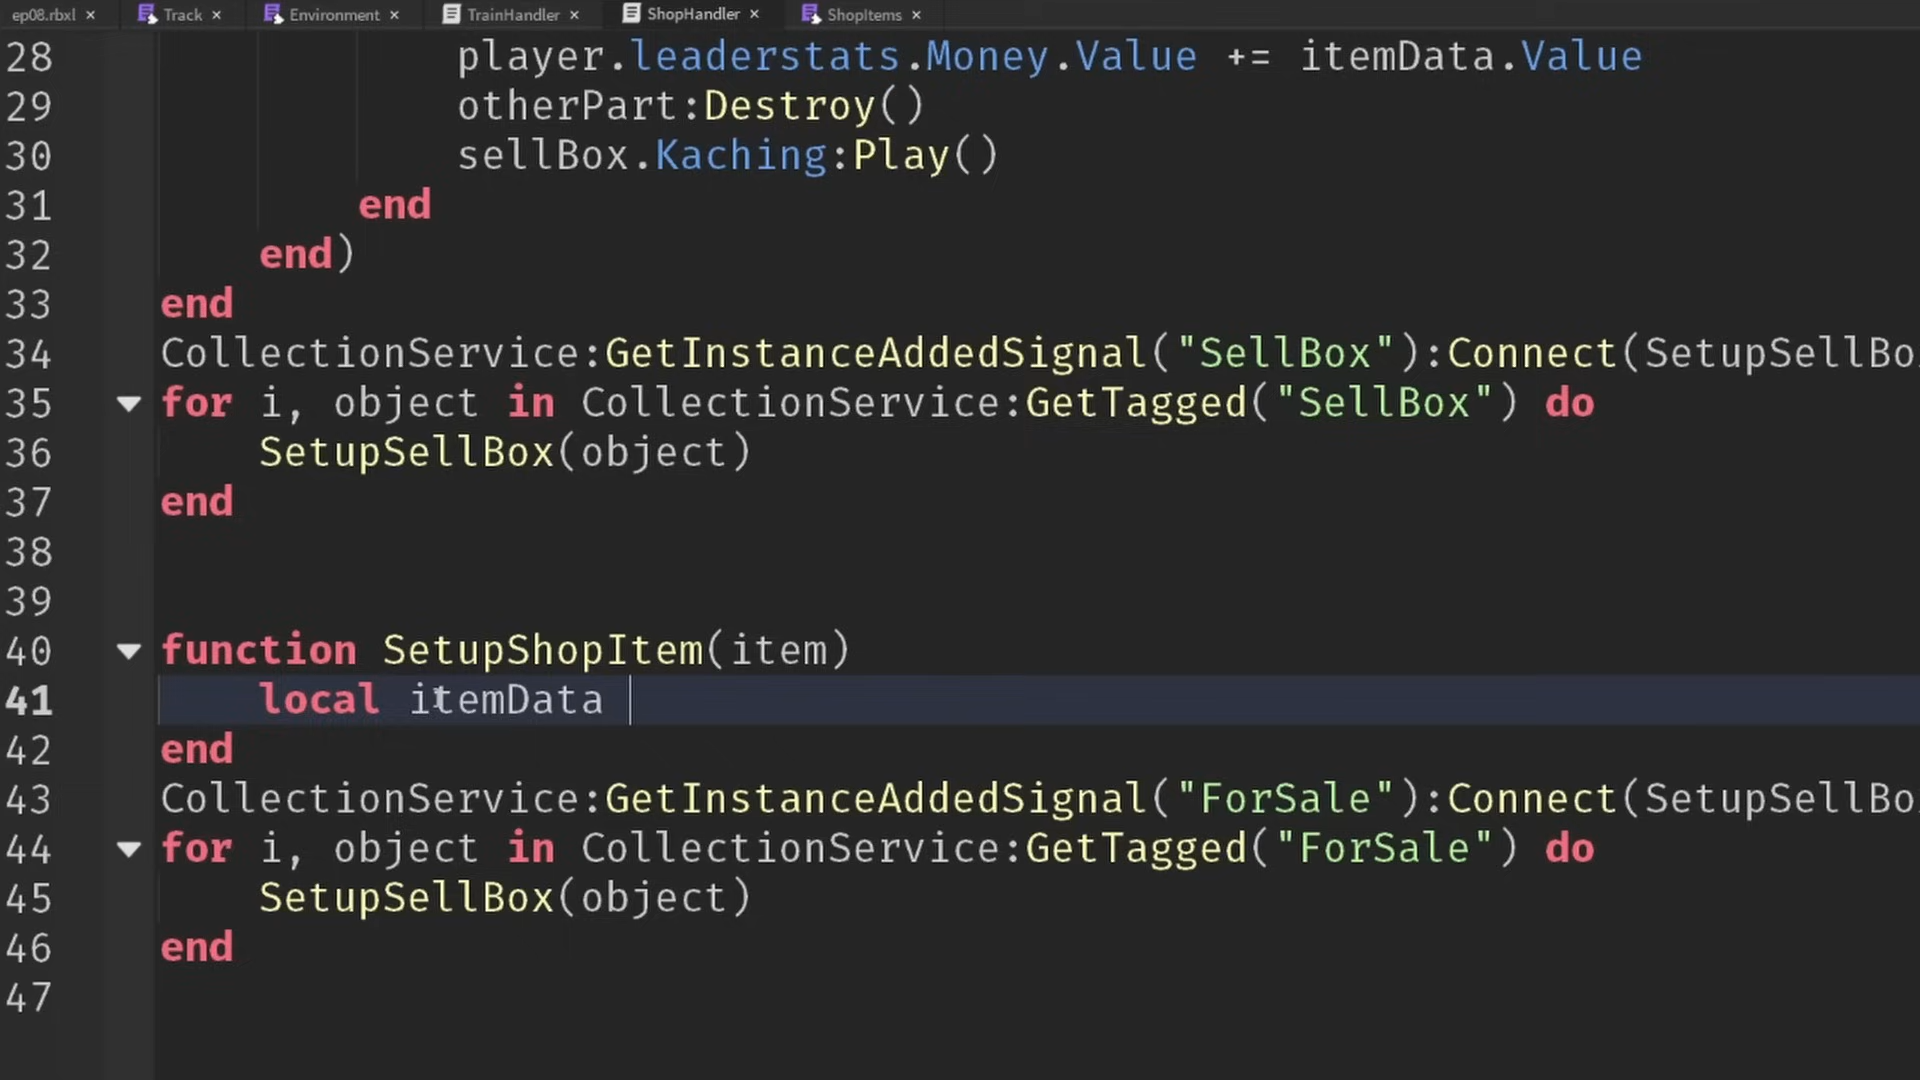 ep08.rbxl Track Environment TrainHandler ShopHandler ShopItems
28 player.leaderstats.Money.Value += itemData.Value
29 otherPart:Destroy()
30 sellBox.Kaching:Play()
31 end
32 end)
33 end
34 CollectionService:GetInstanceAddedSignal("SellBox"):Connect(SetupSellBo
35 for i, object in CollectionService:GetTagged("SellBox") do
36 SetupSellBox(object)
37 end
38
39
40 function SetupShopItem(item)
41 local itemData
42 end
43 CollectionService:GetInstanceAddedSignal("ForSale"):Connect(SetupSellBo
44 for i, object in CollectionService:GetTagged("ForSale") do
45 SetupSellBox(object)
46 end
47